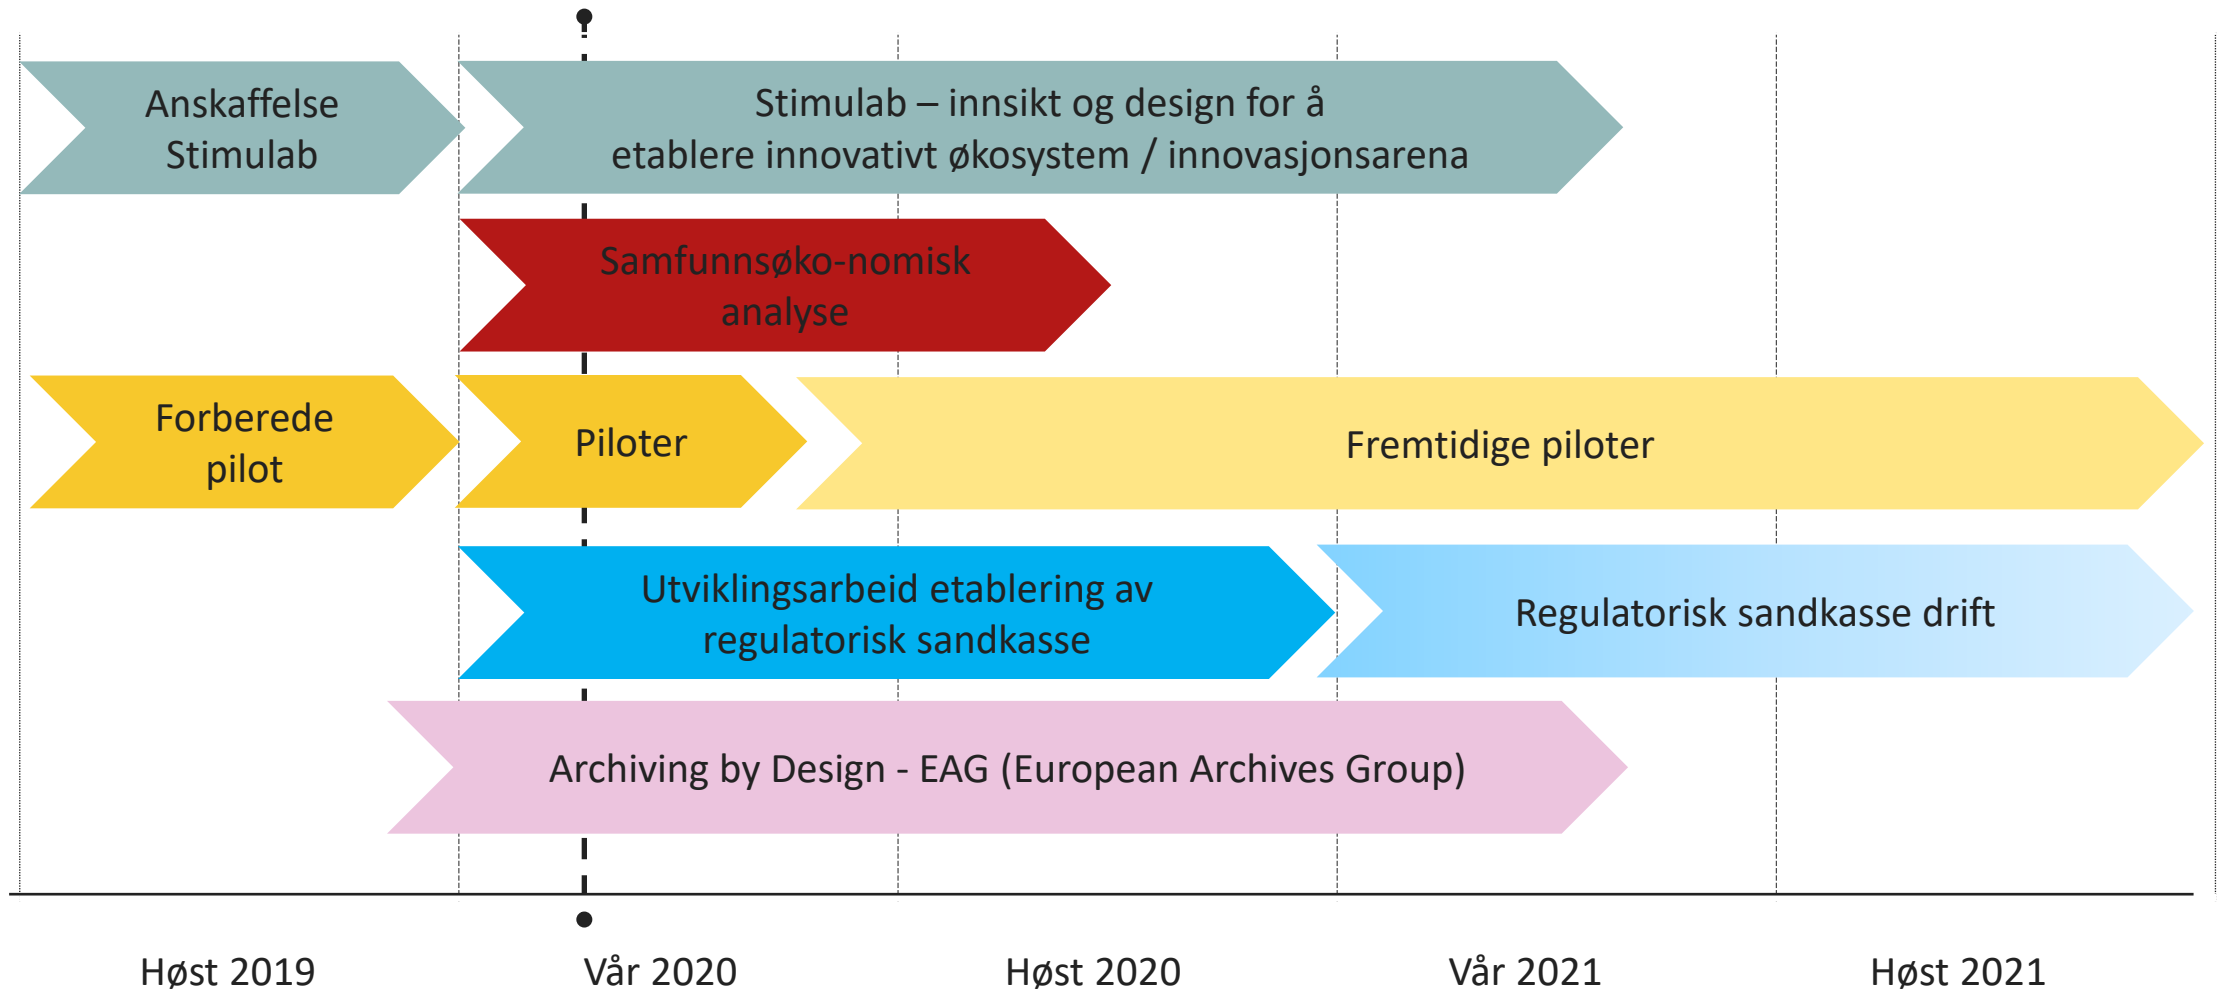 Anskaffelse
Stimulab
Stimulab – innsikt og design for å
etablere innovativt økosystem / innovasjonsarena
Samfunnsøko-nomisk
analyse
Forberede
pilot
Piloter
Fremtidige piloter
Utviklingsarbeid etablering av
regulatorisk sandkasse
Regulatorisk sandkasse drift
Archiving by Design - EAG (European Archives Group)
Høst 2019
Vår 2020
Høst 2020
Vår 2021
Høst 2021